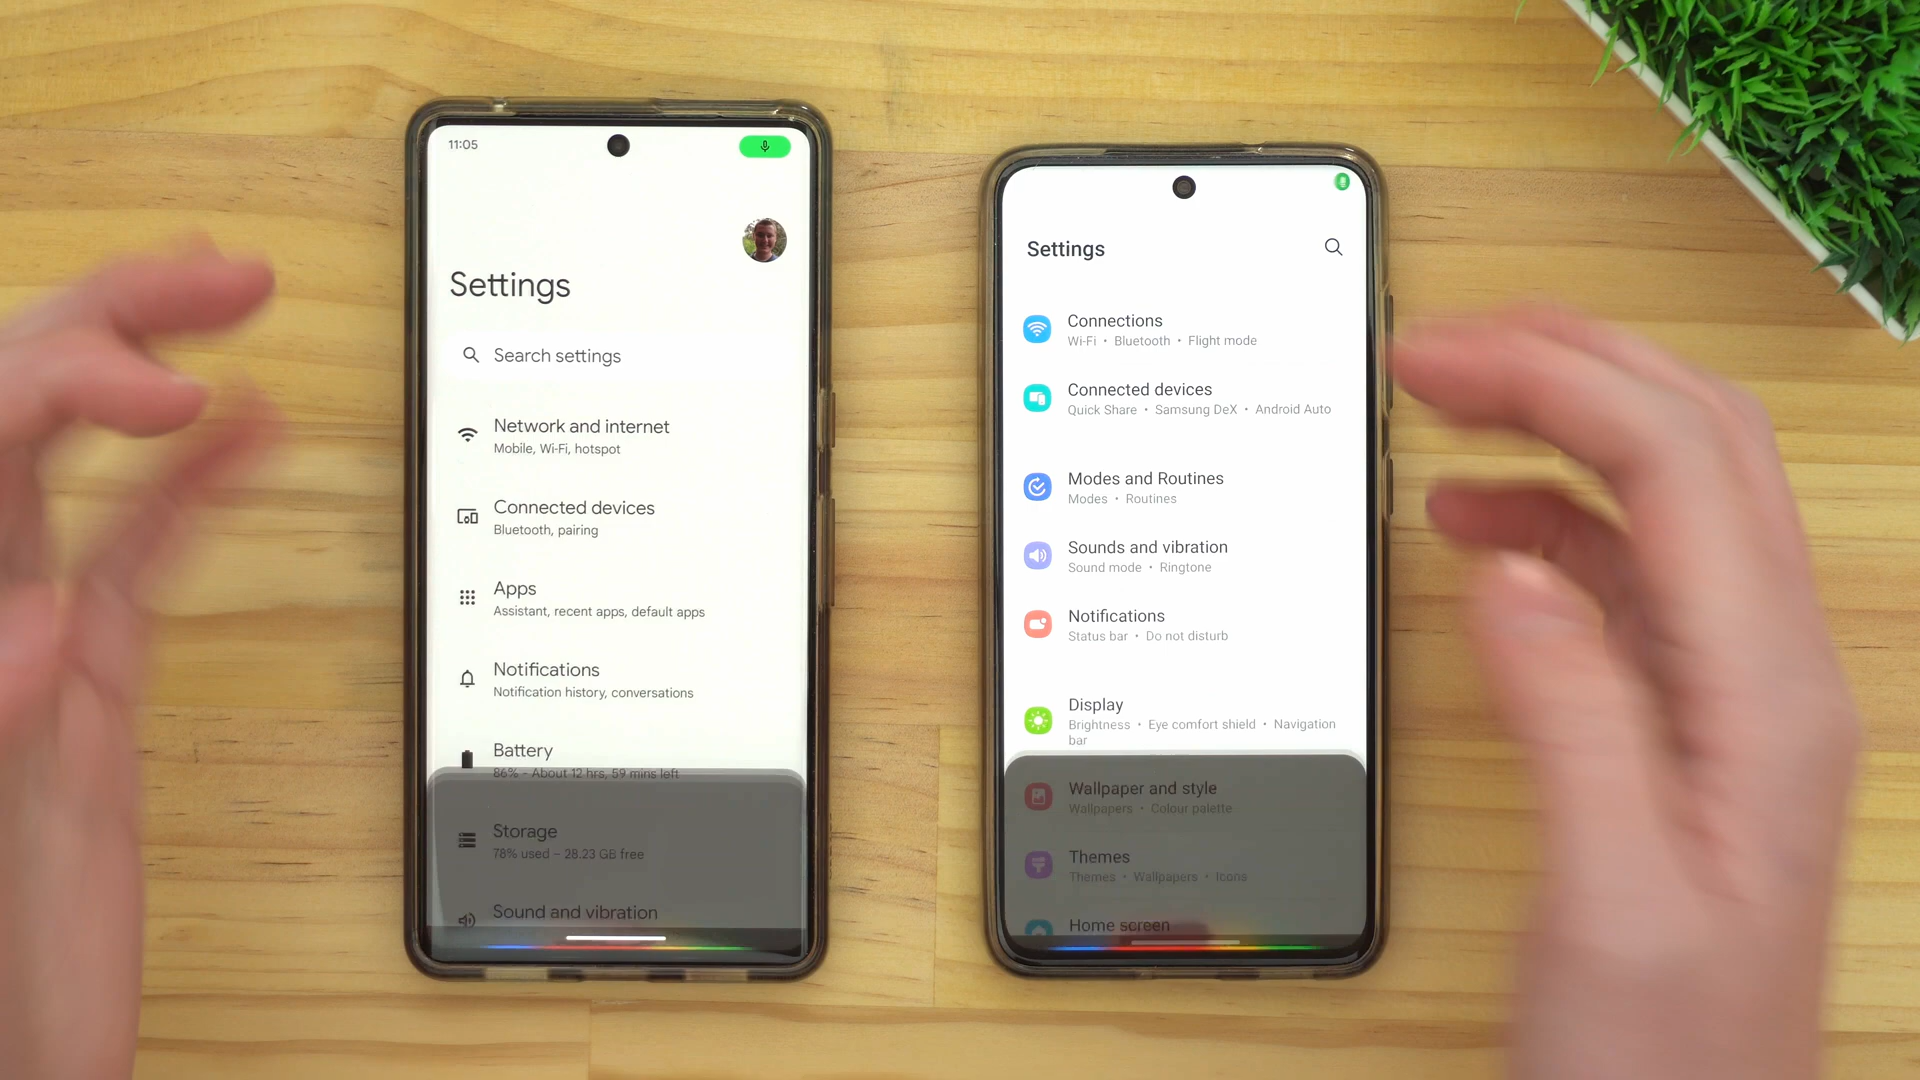 11:05
Settings
Search settings
Network and internet
Mobile, Wi-Fi, hotspot
Connected devices
Bluetooth, pairing
Apps
Assistant, recent apps, default apps
Notifications
Notification history, conversations
Battery
86% - About 12 hrs, 59 mins left
Storage
78% used – 28.23 GB free
Sound and vibration
Settings
Connections
Wi-Fi • Bluetooth • Flight mode
Connected devices
Quick Share • Samsung DeX • Android Auto
Modes and Routines
Modes • Routines
Sounds and vibration
Sound mode • Ringtone
Notifications
Status bar • Do not disturb
Display
Brightness • Eye comfort shield • Navigation
bar
Wallpaper and style
Wallpapers • Colour palette
Themes
Themes • Wallpapers • Icons
Home screen